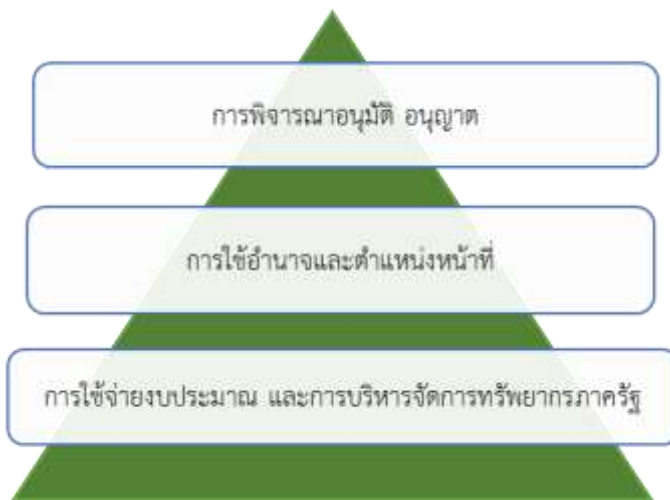 การพิจารณาอนุมัติ อนุญาต
การใช้อำนาจและตำแหน่งหน้าที่
การใช้จ่ายงบประมาณ และการบริหารจัดการทรัพยากรภาครัฐ